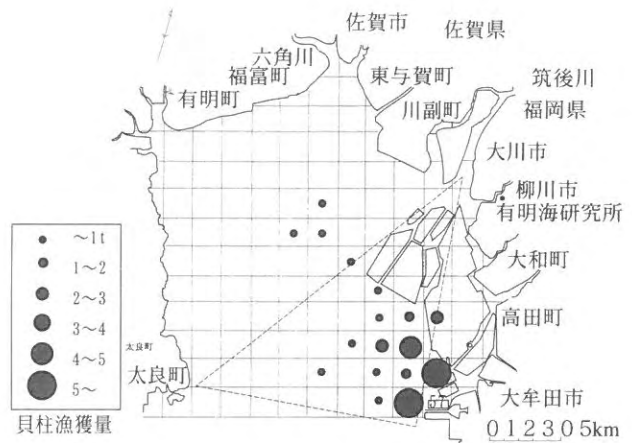 佐賀市
佐賀県
六角川
福富町
東与賀町
筑後川
有明町
川副町
福岡県
大川市
柳川市
有明海研究所
大和町
高田町
太良町
太良町
大牟田市
～1t
1～2
2～3
3～4
4～5
5～
貝柱漁獲量
012305km